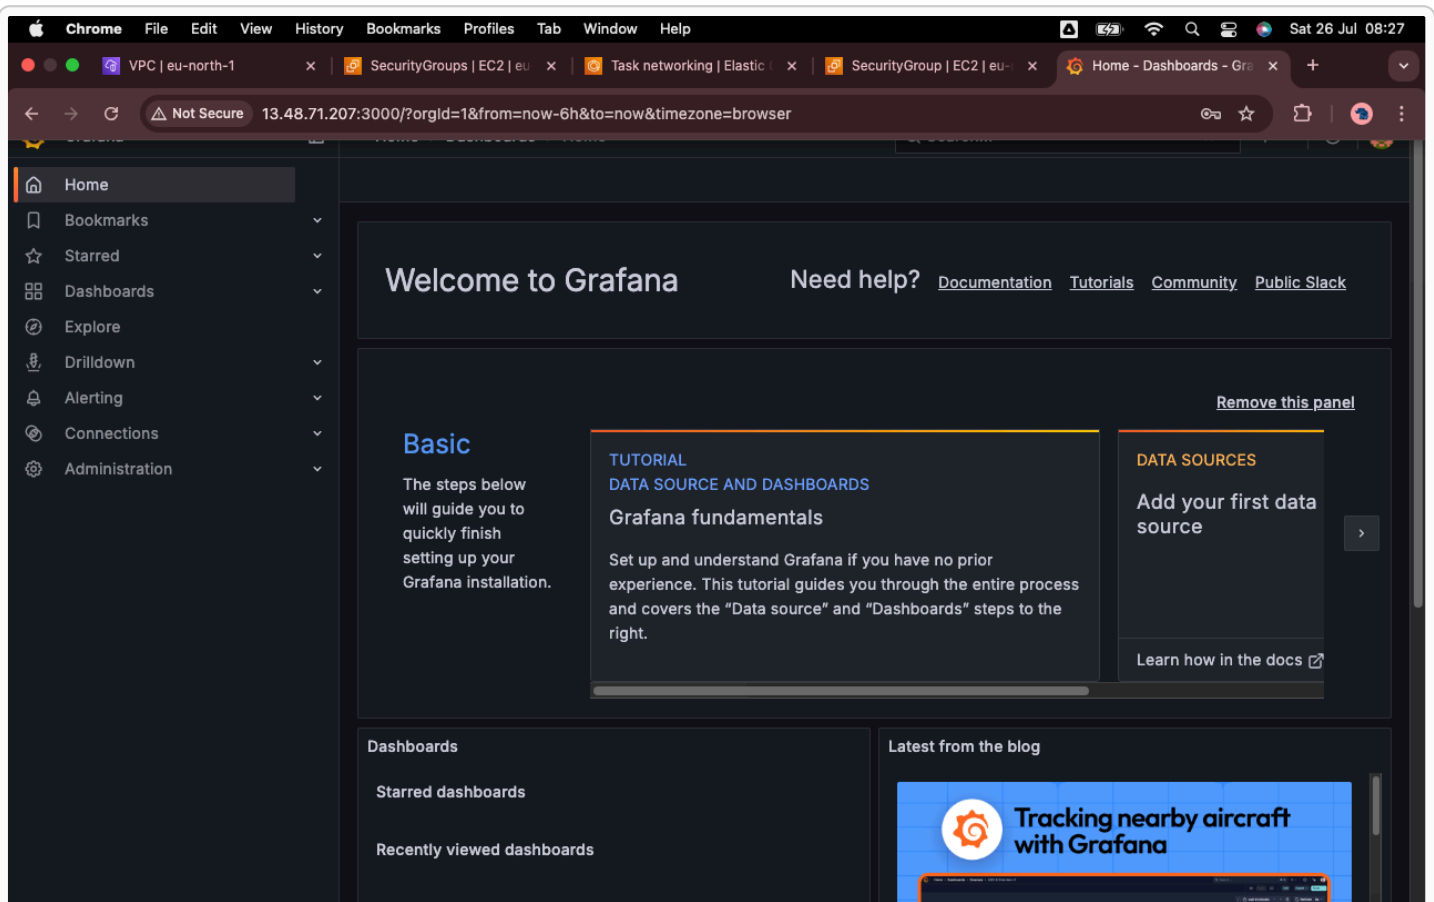 Chrome File Edit View History Bookmarks Profiles Tab Window Help Sat 26 Jul 08:27
VPC | eu-north-1 SecurityGroups | EC2 | eu- Task networking | Elastic SecurityGroup | EC2 | eu- Home - Dashboards - Gra
Not Secure 13.48.71.207:3000/?orgId=1&from=now-6h&to=now&timezone=browser
Home
Bookmarks
Starred
Dashboards
Explore
Drilldown
Alerting
Connections
Administration
Welcome to Grafana
Need help? Documentation Tutorials Community Public Slack
Remove this panel
Basic
The steps below
will guide you to
quickly finish
setting up your
Grafana installation.
TUTORIAL
DATA SOURCE AND DASHBOARDS
Grafana fundamentals
Set up and understand Grafana if you have no prior
experience. This tutorial guides you through the entire process
and covers the “Data source” and “Dashboards” steps to the
right.
DATA SOURCES
Add your first data
source
Learn how in the docs
Dashboards
Starred dashboards
Recently viewed dashboards
Latest from the blog
Tracking nearby aircraft
with Grafana